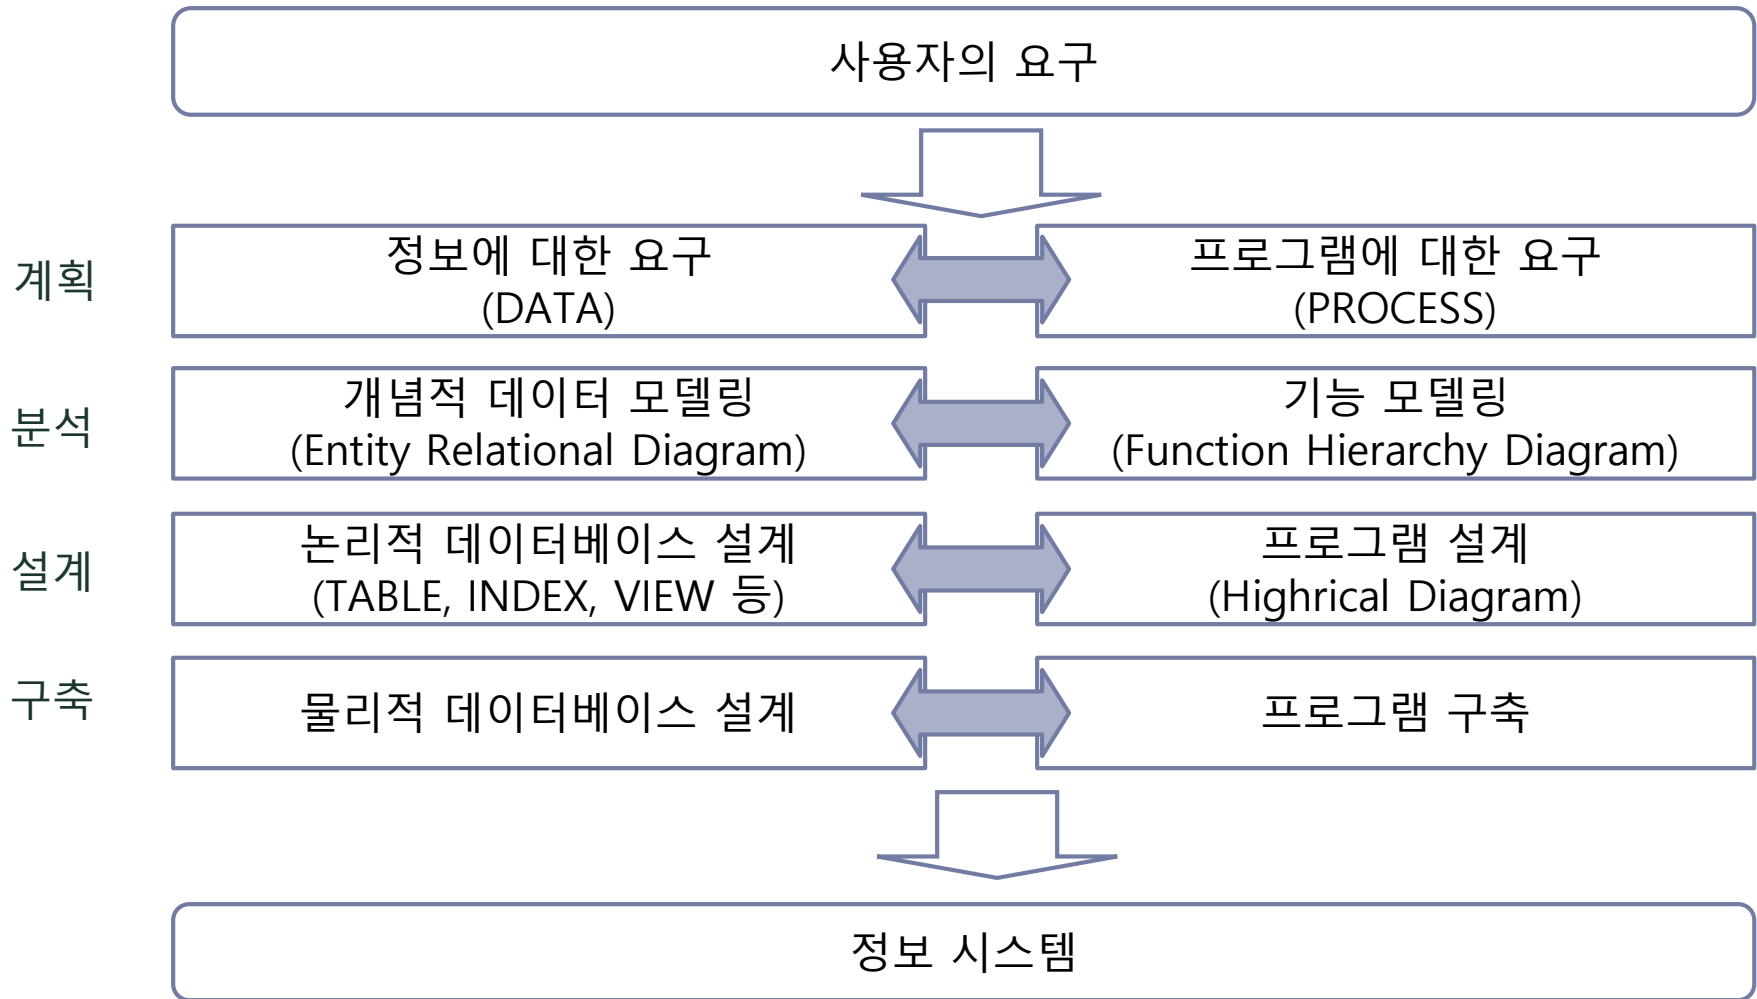 사용자의 요구
계획
정보에 대한 요구
(DATA)
프로그램에 대한 요구
(PROCESS)
분석
개념적 데이터 모델링
(Entity Relational Diagram)
기능 모델링
(Function Hierarchy Diagram)
설계
논리적 데이터베이스 설계
(TABLE, INDEX, VIEW 등)
프로그램 설계
(Highrical Diagram)
구축
물리적 데이터베이스 설계
프로그램 구축
정보 시스템